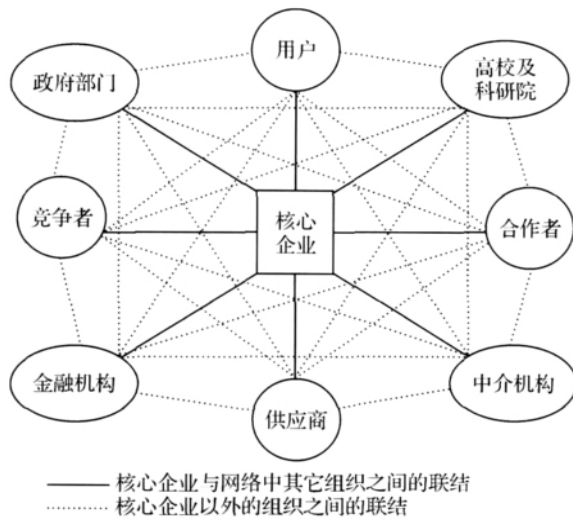 用户
政府部门
高校及
科研院
竞争者
核心
企业
合作者
金融机构
中介机构
供应商
核心企业与网络中其它组织之间的联结
核心企业以外的组织之间的联结